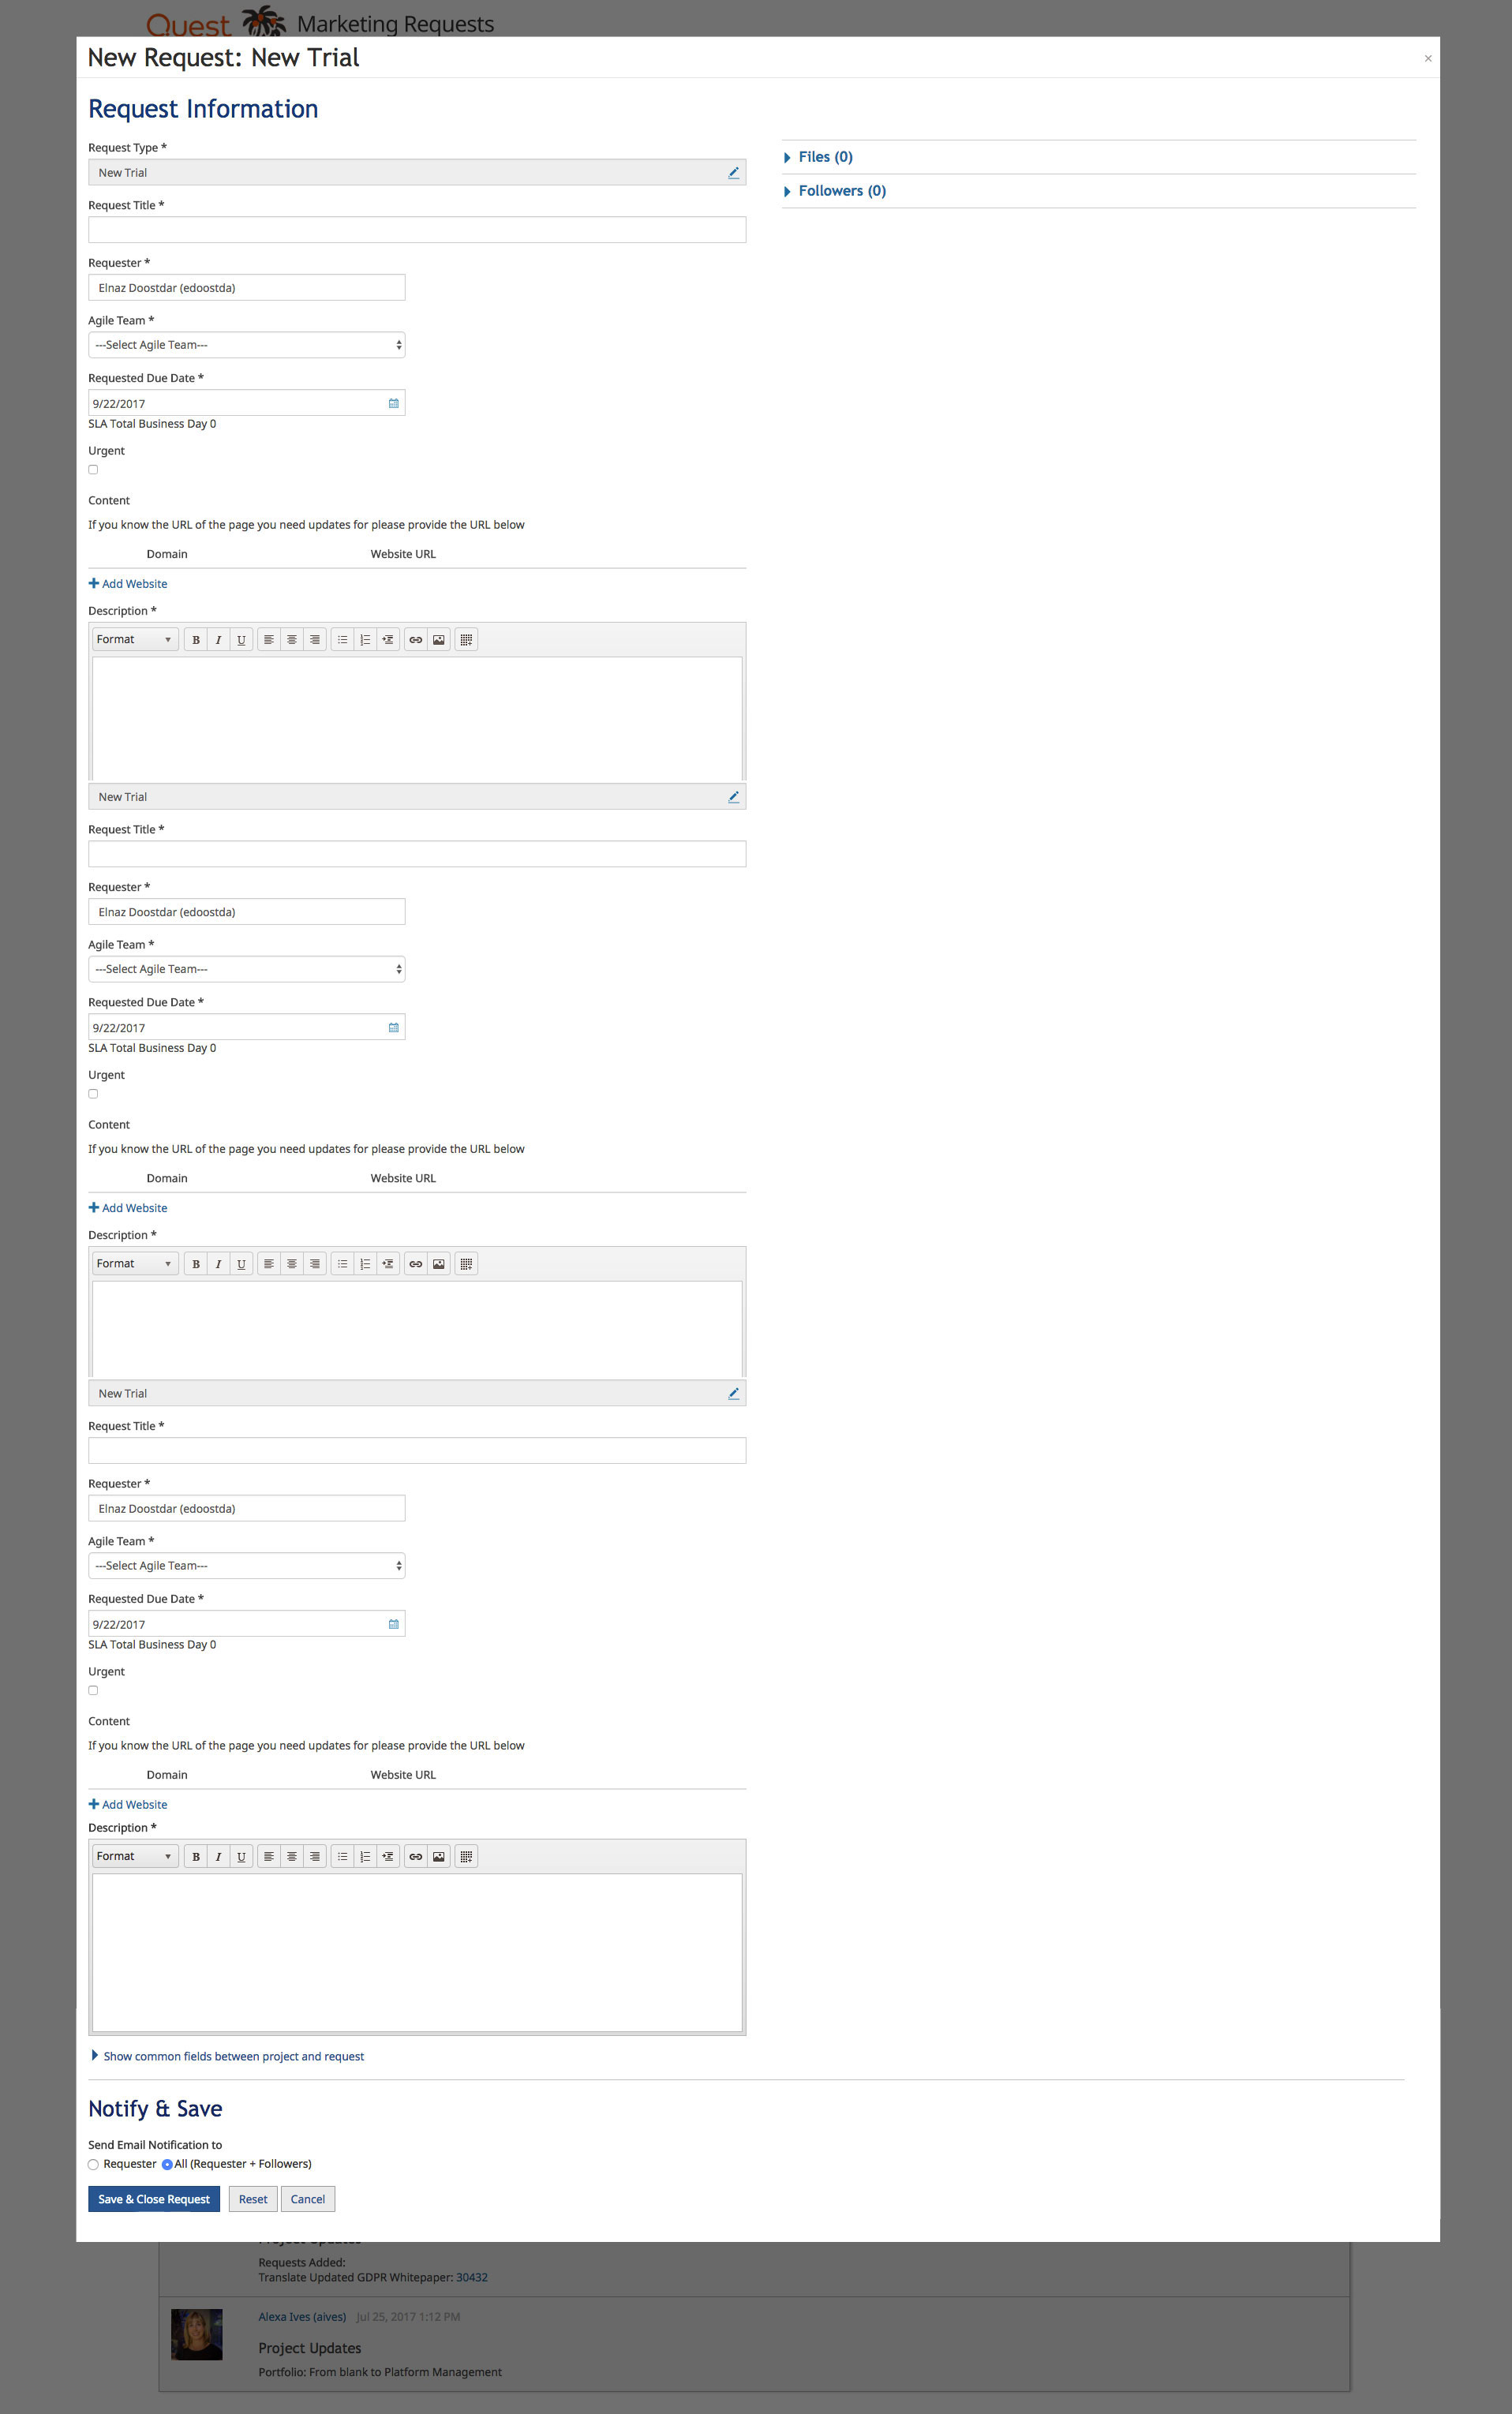 Quest Marketing Requests
New Request: New Trial
×
Request Information
Request Type *
New Trial
Files (0)
Followers (0)
Request Title *
Requester *
Elnaz Doostdar (edoostda)
Agile Team *
---Select Agile Team---
Requested Due Date *
9/22/2017
SLA Total Business Day 0
Urgent
Content
If you know the URL of the page you need updates for please provide the URL below
Domain Website URL
Add Website
Description *
Format B I U
New Trial
Request Title *
Requester *
Elnaz Doostdar (edoostda)
Agile Team *
---Select Agile Team---
Requested Due Date *
9/22/2017
SLA Total Business Day 0
Urgent
Content
If you know the URL of the page you need updates for please provide the URL below
Domain Website URL
Add Website
Description *
Format B I U
New Trial
Request Title *
Requester *
Elnaz Doostdar (edoostda)
Agile Team *
---Select Agile Team---
Requested Due Date *
9/22/2017
SLA Total Business Day 0
Urgent
Content
If you know the URL of the page you need updates for please provide the URL below
Domain Website URL
Add Website
Description *
Format B I U
Show common fields between project and request
Notify & Save
Send Email Notification to
Requester All (Requester + Followers)
Save & Close Request Reset Cancel
Project Updates
Requests Added:
Translate Updated GDPR Whitepaper: 30432
Alexa Ives (aives) Jul 25, 2017 1:12 PM
Project Updates
Portfolio: From blank to Platform Management